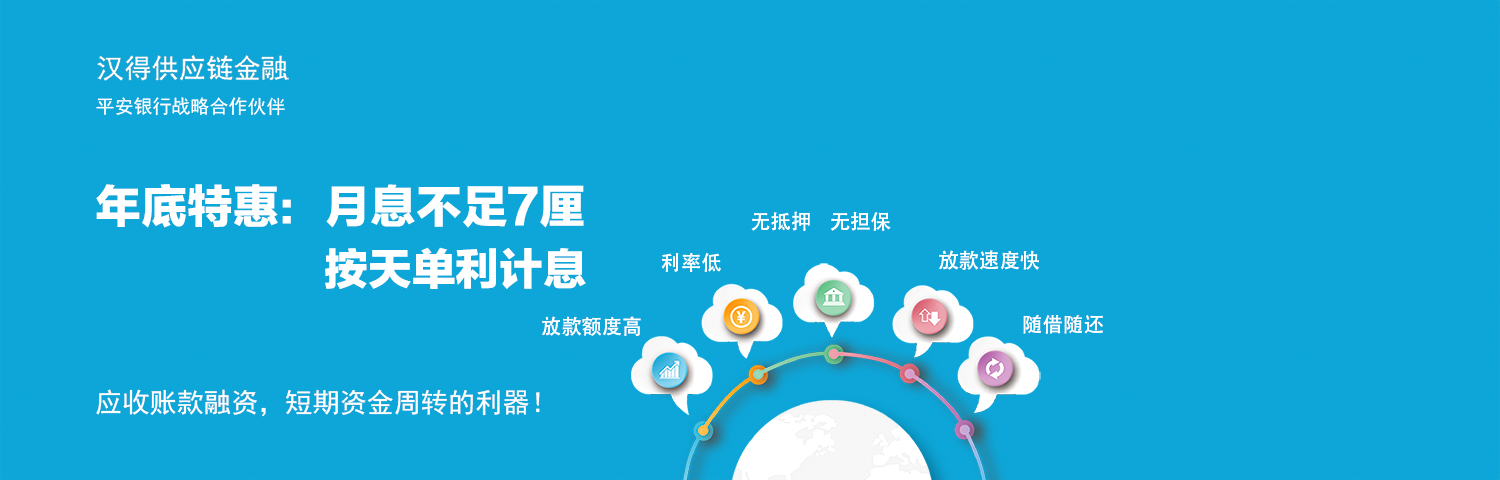 汉得供应链金融
平安银行战略合作伙伴
年底特惠：月息不足7厘
按天单利计息
应收账款融资，短期资金周转的利器！
放款额度高
利率低
无抵押 无担保
放款速度快
随借随还
¥